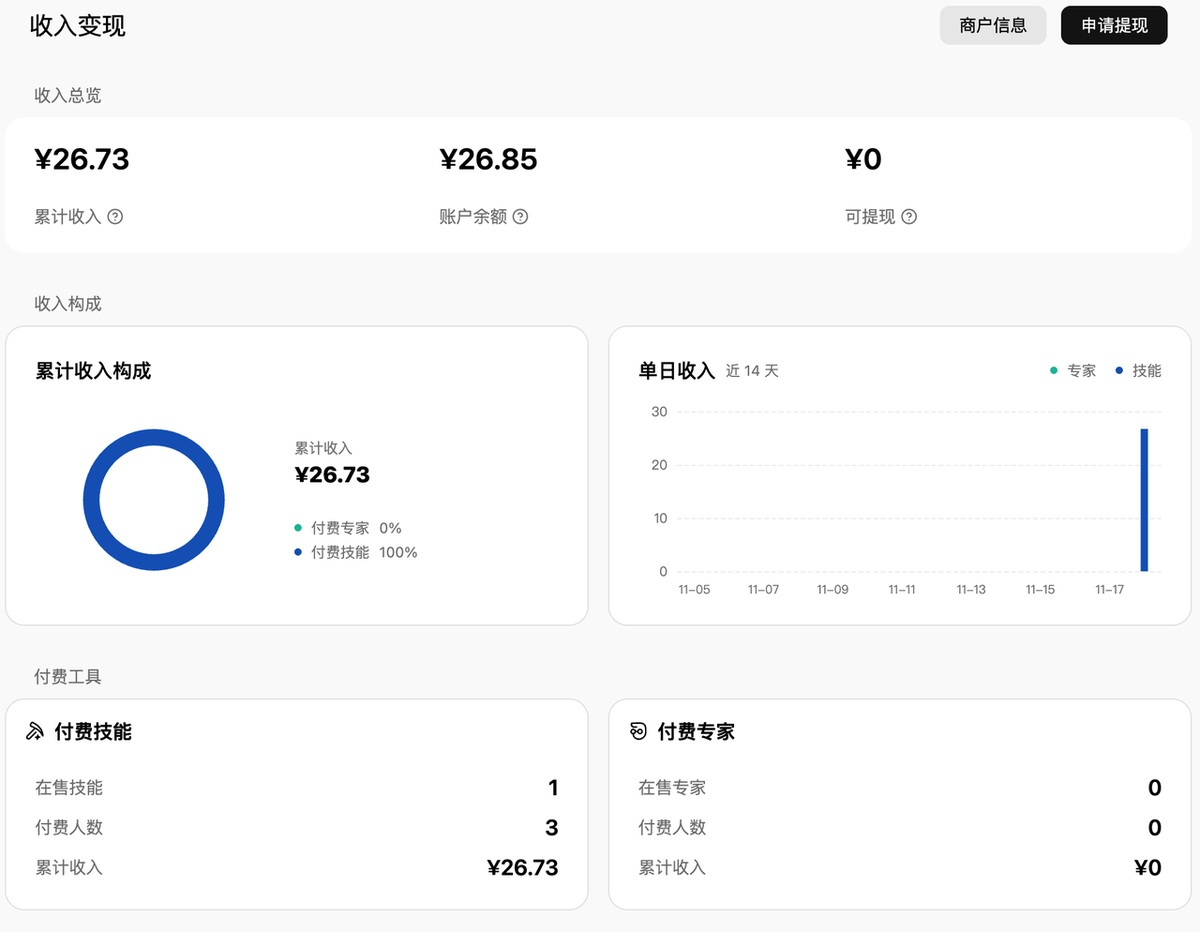 收入变现
商户信息
申请提现
收入总览
¥26.73
¥26.85
¥0
累计收入
账户余额
可提现
收入构成
累计收入构成
累计收入
¥26.73
付费专家 0%
付费技能 100%
单日收入 近 14 天
专家 技能
30
20
10
0
11-05 11-07 11-09 11-11 11-13 11-15 11-17
付费工具
付费技能
在售技能 1
付费人数 3
累计收入 ¥26.73
付费专家
在售专家 0
付费人数 0
累计收入 ¥0